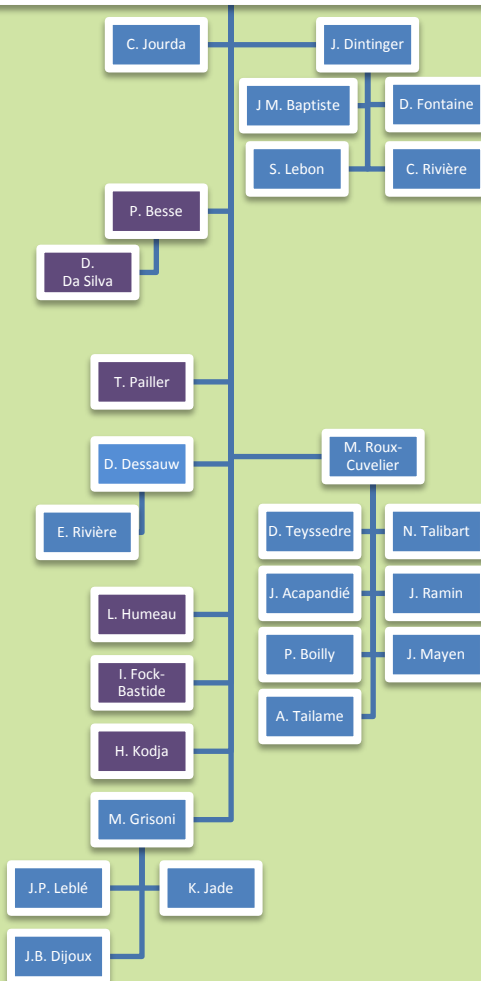 C. Jourda
J. Dintinger
J M. Baptiste
D. Fontaine
S. Lebon
C. Rivière
P. Besse
D.
Da Silva
T. Pailler
D. Dessauw
M. Roux-
Cuvelier
E. Rivière
D. Teyssedre
N. Talibart
J. Acapandié
J. Ramin
L. Humeau
P. Boilly
J. Mayen
I. Fock-
Bastide
A. Tailame
H. Kodja
M. Grisoni
J.P. Leblé
K. Jade
J.B. Dijoux